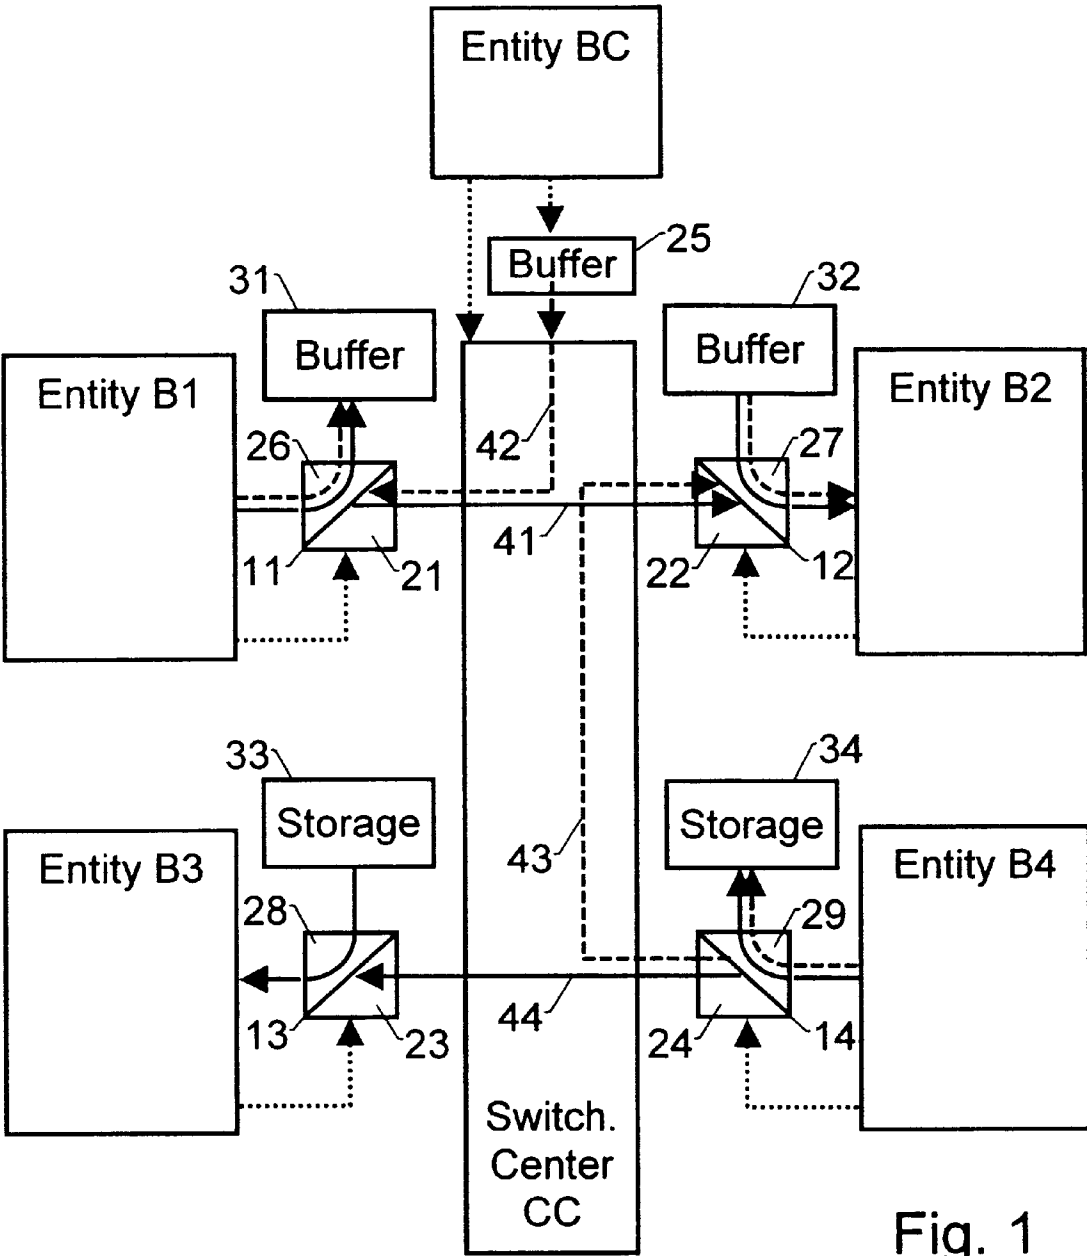 Entity BC
25
Buffer
31
32
Buffer
Buffer
Entity B1
Entity B2
42
26
27
41
11
21
22
12
33
34
Storage
Storage
43
Entity B3
Entity B4
28
29
44
13
23
24
14
Switch.
Center
CC
Fig. 1